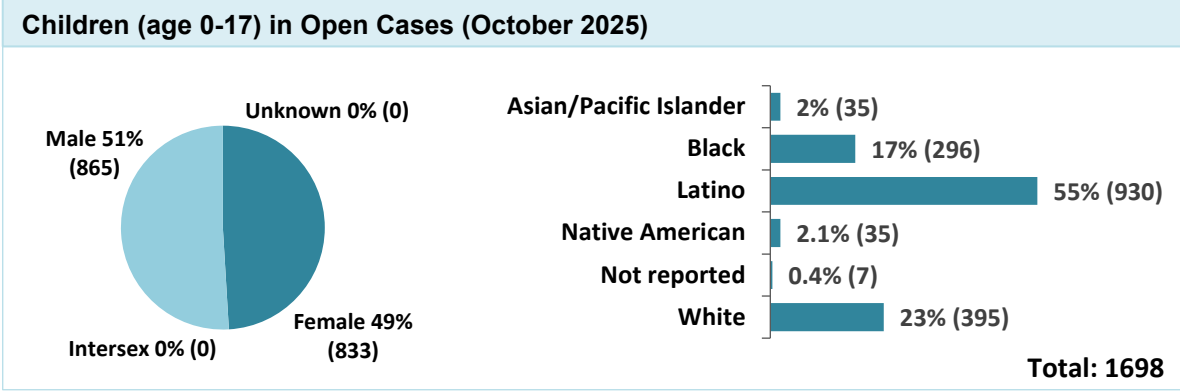 Children (age 0-17) in Open Cases (October 2025)
Unknown 0% (0)
Male 51%
(865)
Female 49%
(833)
Intersex 0% (0)
Asian/Pacific Islander 2% (35)
Black 17% (296)
Latino 55% (930)
Native American 2.1% (35)
Not reported 0.4% (7)
White 23% (395)
Total: 1698